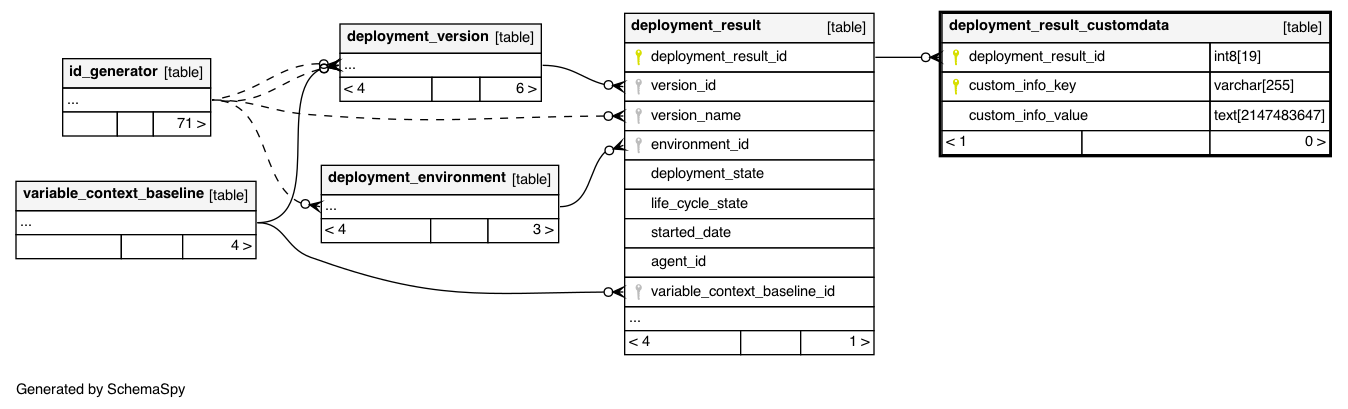 id_generator [table]
...
71 >
variable_context_baseline [table]
...
4 >
deployment_version [table]
...
< 4 6 >
deployment_environment [table]
...
< 4 3 >
deployment_result [table]
deployment_result_id
version_id
version_name
environment_id
deployment_state
life_cycle_state
started_date
agent_id
variable_context_baseline_id
...
< 4 1 >
deployment_result_customdata [table]
deployment_result_id int8[19]
custom_info_key varchar[255]
custom_info_value text[2147483647]
< 1 0 >
Generated by SchemaSpy